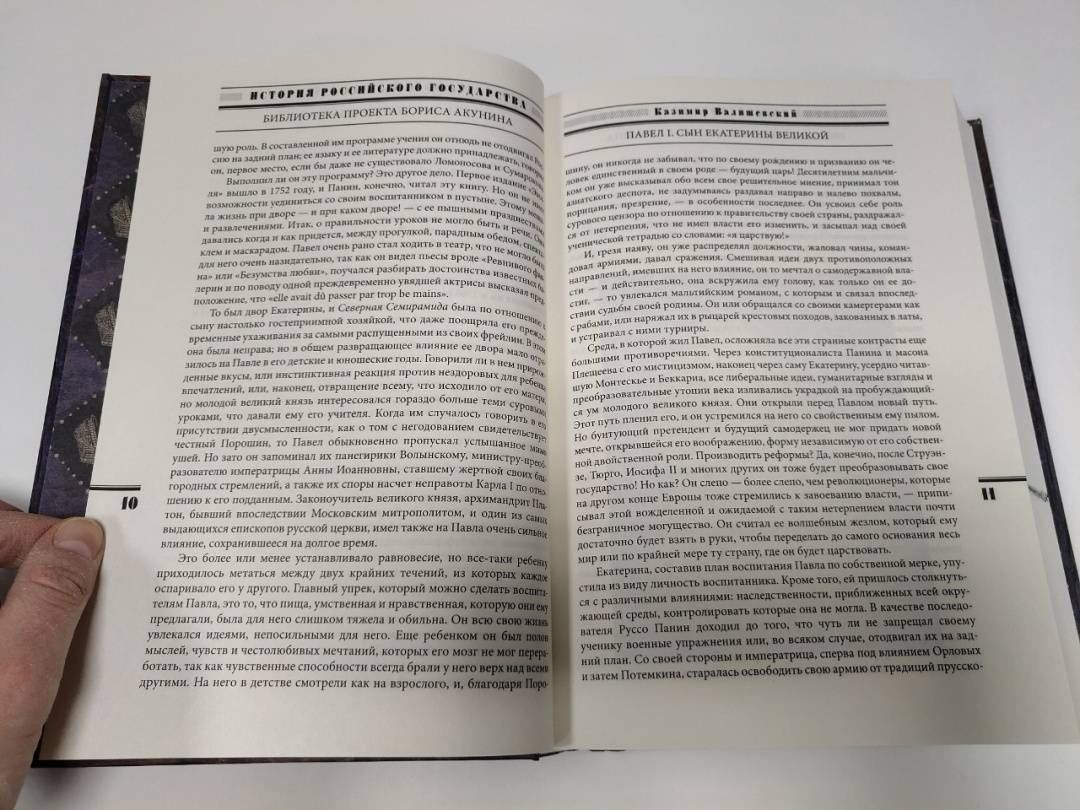 ИСТОРИЯ РОССИЙСКОГО ГОСУДАРСТВА
БИБЛИОТЕКА ПРОЕКТА БОРИСА АКУНИНА
шую роль. В составленной им программе учения он отнюдь не отодвигал Рос-
сию на задний план; ее языку и ее литературе должно принадлежать, говорил
он, первое место, если бы даже не существовало Ломоносова и Сумарокова.
Выполнил ли он эту программу? Это другое дело. Первое издание
вышло в 1752 году, и Панин, конечно, читал эту книгу. Но он не имел
возможности уединиться со своим воспитанником в пустыне. Этому мешала
ла жизнь при дворе — и при каком дворе! — с ее пышными празднествами
и развлечениями. Итак, о правильности уроков не могло быть и речи. Они
давались когда и как придется, между прогулкой, парадным обедом, спектак-
клем и маскарадом. Павел очень рано стал ходить в театр, что не могло быть
для него очень назидательно, так как он видел пьесы вроде «Ревнивого фав-
на» или «Безумства любви», поучался разбирать достоинства известных ба-
лерин и по поводу одной преждевременно увядшей актрисы высказал пред-
положение, что «elle avait dû passer par trop be mains».
То был двор Екатерины, и Северная Семирамида была по отношению к
сыну настолько гостеприимной хозяйкой, что даже поощряла его прежде-
временные ухаживания за самыми распущенными из своих фрейлин. В этом
она была неправа; но в общем развращающее влияние ее двора мало отра-
зилось на Павле в его детские и юношеские годы. Говорили ли в нем прирож-
денные вкусы, или инстинктивная реакция против нездоровых для ребенка
впечатлений, или, наконец, отвращение всему, что исходило от его матери,
но молодой великий князь интересовался гораздо больше теми суровыми
уроками, что давали ему его учителя. Когда им случалось говорить в его
присутствии двусмысленности, как о том с негодованием свидетельствует
честный Порошин, то Павел обыкновенно пропускал услышанное мимо
ушей. Но зато он запоминал их панегирики Волынскому, министру-преоб-
разователю императрицы Анны Иоанновны, ставшему жертвой своих бла-
городных стремлений, а также их споры насчет неправоты Карла I по отно-
шению к его подданным. Законоучитель великого князя, архимандрит Пла-
тон, бывший впоследствии Московским митрополитом, и один из самых
выдающихся епископов русской церкви, имел также на Павла очень сильное
влияние, сохранившееся на долгое время.
Это более или менее устанавливало равновесие, но все-таки ребенку
приходилось метаться между двух крайних течений, из которых каждое
оспаривало его у другого. Главный упрек, который можно сделать воспита-
телям Павла, это то, что пища, умственная и нравственная, которую они ему
предлагали, была для него слишком тяжела и обильна. Он всю свою жизнь
увлекался идеями, непосильными для него. Еще ребенком он был полон
мыслей, чувств и честолюбивых мечтаний, которых его мозг не мог перера-
ботать, так как чувственные способности всегда брали у него верх над всеми
другими. На него в детстве смотрели как на взрослого, и, благодаря Поро-
10
Казимир Валишевский
ПАВЕЛ I. СЫН ЕКАТЕРИНЫ ВЕЛИКОЙ
шину, он никогда не забывал, что по своему рождению и призванию он че-
ловек единственный в своем роде — будущий царь! Десятилетним мальчи-
ком он уже высказывал обо всем свое решительное мнение, принимал тон
азиатского деспота, не задумываясь раздавал направо и налево похвалы,
порицания, презрение, — в особенности последнее. Он усвоил себе роль
сурового цензора по отношению к правительству своей страны, раздражал-
ся от нетерпения, что не имел власти его изменить, и засыпал над своей
ученической тетрадью со словами: «я царствую!»
И, грезя наяву, он уже распределял должности, жаловал чины, коман-
довал армиями, давал сражения. Смешивая идеи двух противоположных
направлений, имевших на него влияние, он то мечтал о самодержавной вла-
сти — и действительно, она вскружила ему голову, как только он ее до-
стиг, — то увлекался мальтийским романом, с которым и связал впослед-
ствии судьбы своей родины. Он или обращался со своими камергерами как
с рабами, или наряжал их в рыцарей крестовых походов, закованных в латы,
и устраивал с ними турниры.
Среда, в которой жил Павел, осложняла все эти странные контрасты еще
большими противоречиями. Через конституционалиста Панина и масона
Плещеева с его мистицизмом, наконец через саму Екатерину, усердно читав-
шую Монтескье и Беккариа, все либеральные идеи, гуманитарные взгляды и
преобразовательные утопии века изливались украдкой на пробуждающий-
ся ум молодого великого князя. Они открыли перед Павлом новый путь.
Этот путь пленил его, и он устремился на него со свойственным ему пылом.
Но бунтующий претендент и будущий самодержец не мог придать новой
мечте, открывшейся его воображению, форму независимую от его собствен-
ной двойственной роли. Производить реформы? Да, конечно, после Струэн-
зе, Тюрго, Иосифа II и многих других он тоже будет преобразовывать свое
государство! Но как? Он слепо — более слепо, чем революционеры, которые
на другом конце Европы тоже стремились к завоеванию власти, — припи-
сывал этой вожделенной и ожидаемой с таким нетерпением власти почти
безграничное могущество. Он считал ее волшебным жезлом, который ему
достаточно будет взять в руки, чтобы переделать до самого основания весь
мир или по крайней мере ту страну, где он будет царствовать.
Екатерина, составив план воспитания Павла по собственной мерке, упу-
стила из виду личность воспитанника. Кроме того, ей пришлось столкнуть-
ся с различными влияниями: наследственности, приближенных всей окру-
жающей среды, контролировать которые она не могла. В качестве последо-
вателя Руссо Панин доходил до того, что чуть ли не запрещал своему
ученику военные упражнения или, во всяком случае, отодвигал их на зад-
ний план. Со своей стороны и императрица, сперва под влиянием Орловых
и затем Потемкина, старалась освободить свою армию от традиций прусско-
11